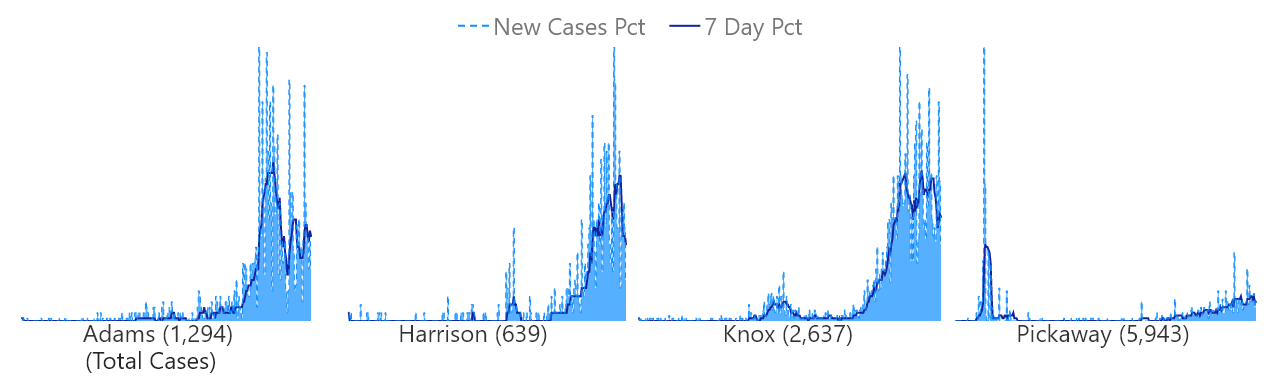 New Cases Pct 7 Day Pct
Adams (1,294) Harrison (639) Knox (2,637) Pickaway (5,943)
(Total Cases)